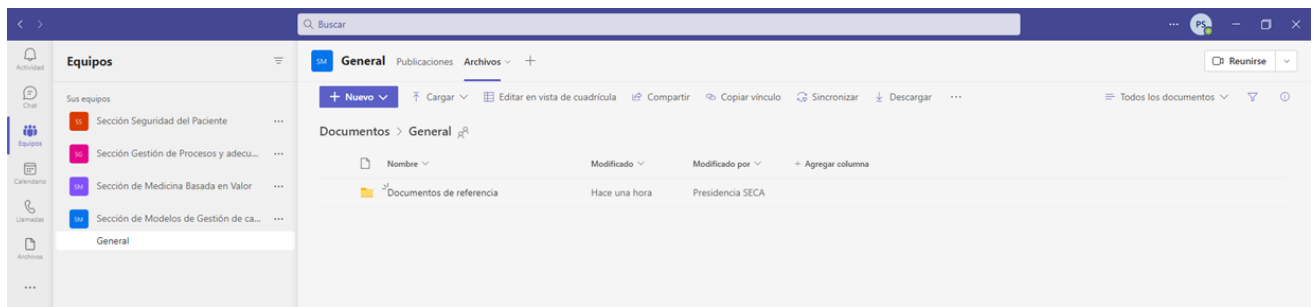 Buscar
PS
Actividad
Chat
Equipos
Calendario
Llamadas
Archivos
Equipos
Sus equipos
SS Sección Seguridad del Paciente
SG Sección Gestión de Procesos y adecu...
SM Sección de Medicina Basada en Valor
SM Sección de Modelos de Gestión de ca...
General
SM General Publicaciones Archivos
Reunirse
Nuevo Cargar Editar en vista de cuadrícula Compartir Copiar vínculo Sincronizar Descargar ... Todos los documentos
Documentos > General
Nombre Modificado Modificado por + Agregar columna
Documentos de referencia Hace una hora Presidencia SECA